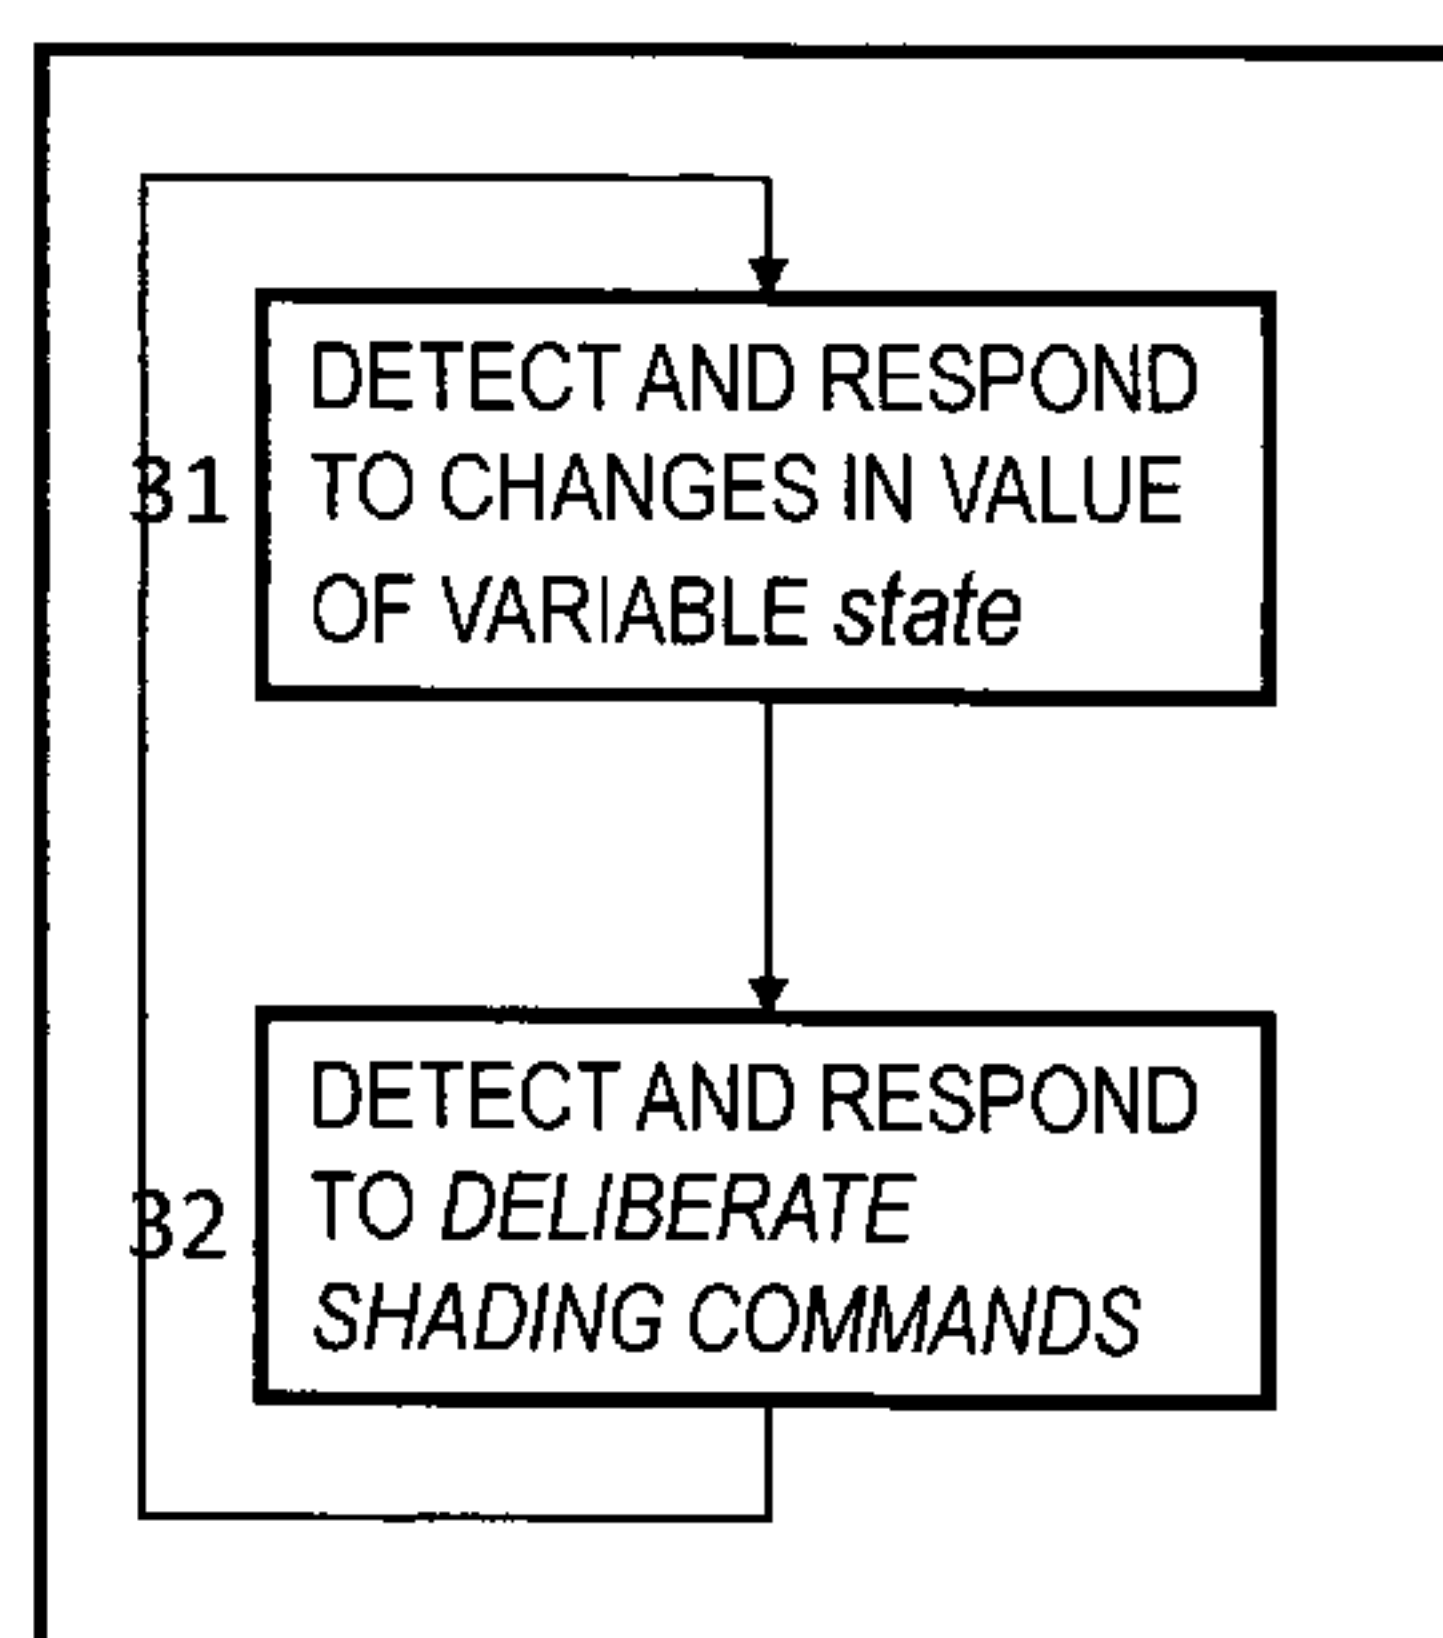 DETECT AND RESPOND
31 TO CHANGES IN VALUE
OF VARIABLE state
DETECT AND RESPOND
32 TO DELIBERATE
SHADING COMMANDS